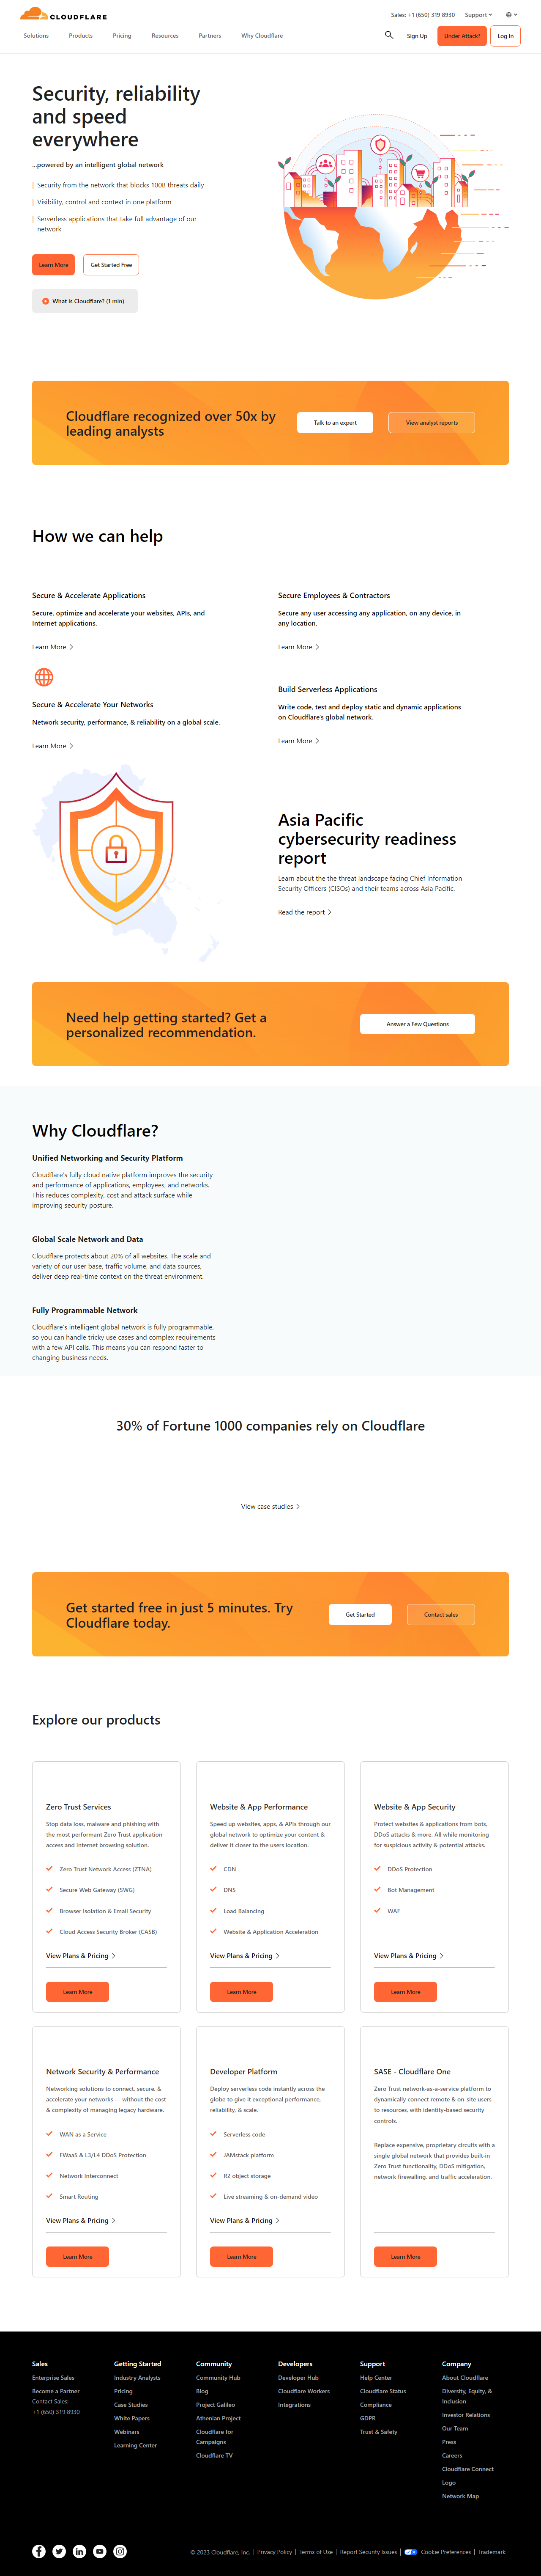 CLOUDFLARE
Sales: +1 (650) 319 8930
Support
Solutions
Products
Pricing
Resources
Partners
Why Cloudflare
Sign Up
Under Attack?
Log In
Security, reliability
and speed
everywhere
...powered by an intelligent global network
Security from the network that blocks 100B threats daily
Visibility, control and context in one platform
Serverless applications that take full advantage of our
network
Learn More
Get Started Free
What is Cloudflare? (1 min)
Cloudflare recognized over 50x by
leading analysts
Talk to an expert
View analyst reports
How we can help
Secure & Accelerate Applications
Secure, optimize and accelerate your websites, APIs, and
Internet applications.
Learn More
Secure Employees & Contractors
Secure any user accessing any application, on any device, in
any location.
Learn More
Secure & Accelerate Your Networks
Network security, performance, & reliability on a global scale.
Learn More
Build Serverless Applications
Write code, test and deploy static and dynamic applications
on Cloudflare's global network.
Learn More
Asia Pacific
cybersecurity readiness
report
Learn about the the threat landscape facing Chief Information
Security Officers (CISOs) and their teams across Asia Pacific.
Read the report
Need help getting started? Get a
personalized recommendation.
Answer a Few Questions
Why Cloudflare?
Unified Networking and Security Platform
Cloudflare's fully cloud native platform improves the security
and performance of applications, employees, and networks.
This reduces complexity, cost and attack surface while
improving security posture.
Global Scale Network and Data
Cloudflare protects about 20% of all websites. The scale and
variety of our user base, traffic volume, and data sources,
deliver deep real-time context on the threat environment.
Fully Programmable Network
Cloudflare's intelligent global network is fully programmable,
so you can handle tricky use cases and complex requirements
with a few API calls. This means you can respond faster to
changing business needs.
30% of Fortune 1000 companies rely on Cloudflare
View case studies
Get started free in just 5 minutes. Try
Cloudflare today.
Get Started
Contact sales
Explore our products
Zero Trust Services
Stop data loss, malware and phishing with
the most performant Zero Trust application
access and Internet browsing solution.
Zero Trust Network Access (ZTNA)
Secure Web Gateway (SWG)
Browser Isolation & Email Security
Cloud Access Security Broker (CASB)
View Plans & Pricing
Learn More
Website & App Performance
Speed up websites, apps, & APIs through our
global network to optimize your content &
deliver it closer to the users location.
CDN
DNS
Load Balancing
Website & Application Acceleration
View Plans & Pricing
Learn More
Website & App Security
Protect websites & applications from bots,
DDoS attacks & more. All while monitoring
for suspicious activity & potential attacks.
DDoS Protection
Bot Management
WAF
View Plans & Pricing
Learn More
Network Security & Performance
Networking solutions to connect, secure, &
accelerate your networks — without the cost
& complexity of managing legacy hardware.
WAN as a Service
FWaaS & L3/L4 DDoS Protection
Network Interconnect
Smart Routing
View Plans & Pricing
Learn More
Developer Platform
Deploy serverless code instantly across the
globe to give it exceptional performance,
reliability, & scale.
Serverless code
JAMstack platform
R2 object storage
Live streaming & on-demand video
View Plans & Pricing
Learn More
SASE - Cloudflare One
Zero Trust network-as-a-service platform to
dynamically connect remote & on-site users
to resources, with identity-based security
controls.
Replace expensive, proprietary circuits with a
single global network that provides built-in
Zero Trust functionality, DDoS mitigation,
network firewalling, and traffic acceleration.
Learn More
Sales
Enterprise Sales
Become a Partner
Contact Sales:
+1 (650) 319 8930
Getting Started
Industry Analysts
Pricing
Case Studies
White Papers
Webinars
Learning Center
Community
Community Hub
Blog
Project Galileo
Athenian Project
Cloudflare for
Campaigns
Cloudflare TV
Developers
Developer Hub
Cloudflare Workers
Integrations
Support
Help Center
Cloudflare Status
Compliance
GDPR
Trust & Safety
Company
About Cloudflare
Diversity, Equity, &
Inclusion
Investor Relations
Our Team
Press
Careers
Cloudflare Connect
Logo
Network Map
© 2023 Cloudflare, Inc. | Privacy Policy | Terms of Use | Report Security Issues | Cookie Preferences | Trademark